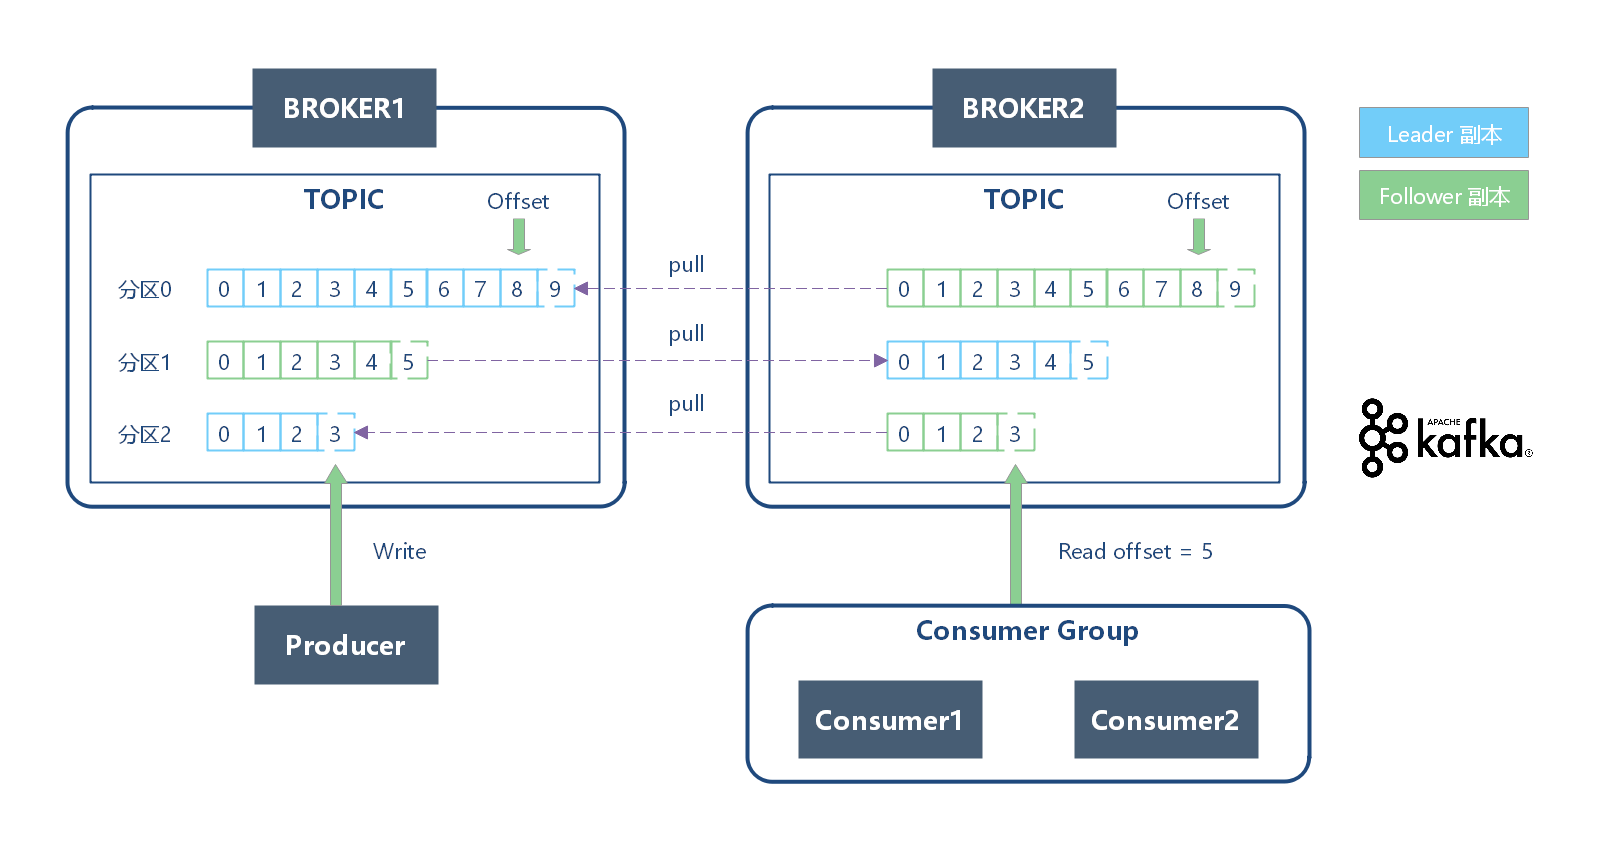 BROKER1
BROKER2
Leader 副本
Follower 副本
TOPIC
Offset
TOPIC
Offset
分区0
0 1 2 3 4 5 6 7 8 9
pull
0 1 2 3 4 5 6 7 8 9
分区1
0 1 2 3 4 5
pull
0 1 2 3 4 5
分区2
0 1 2 3
pull
0 1 2 3
APACHE
kafka®
Write
Read offset = 5
Producer
Consumer Group
Consumer1
Consumer2